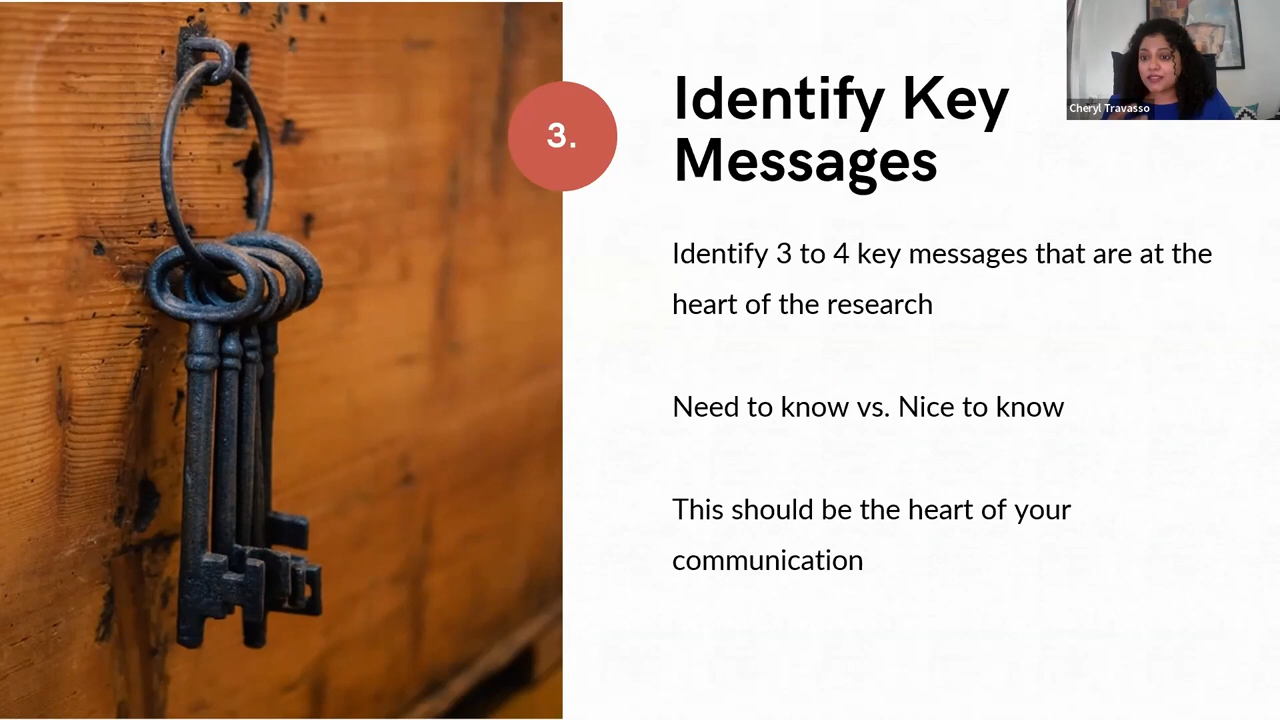 3.
Identify Key
Messages
Cheryl Travasso
Identify 3 to 4 key messages that are at the
heart of the research
Need to know vs. Nice to know
This should be the heart of your
communication